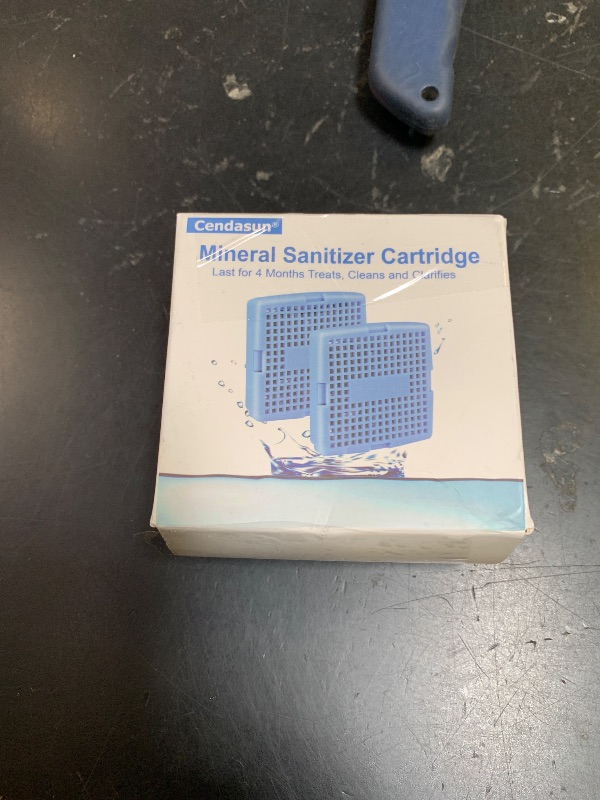 Cendasun®
Mineral Sanitizer Cartridge
Last for 4 Months Treats, Cleans and Clarifies